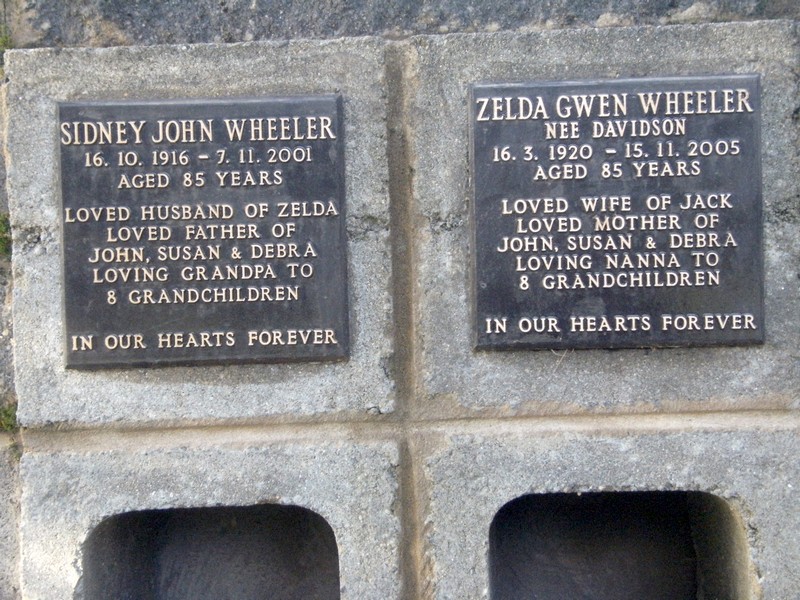 SIDNEY JOHN WHEELER
16. 10. 1916 - 7. 11. 2001
AGED 85 YEARS
LOVED HUSBAND OF ZELDA
LOVED FATHER OF
JOHN, SUSAN & DEBRA
LOVING GRANDPA TO
8 GRANDCHILDREN
IN OUR HEARTS FOREVER
ZELDA GWEN WHEELER
NEE DAVIDSON
16. 3. 1920 - 15. 11. 2005
AGED 85 YEARS
LOVED WIFE OF JACK
LOVED MOTHER OF
JOHN, SUSAN & DEBRA
LOVING NANNA TO
8 GRANDCHILDREN
IN OUR HEARTS FOREVER